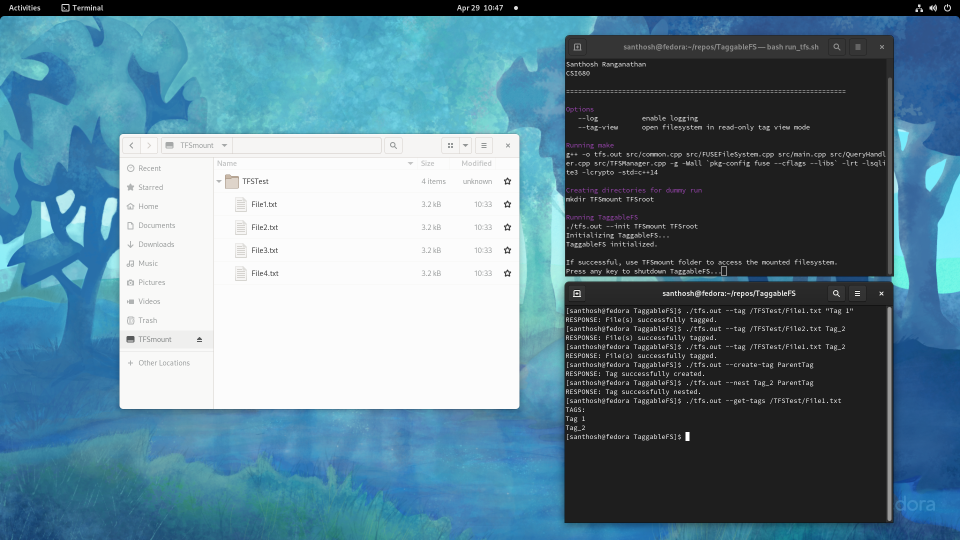 Activities Terminal Apr 29 10:47
TFSmount
Recent
Starred
Home
Documents
Downloads
Music
Pictures
Videos
Trash
TFSmount
Other Locations
Name Size Modified
TFSTest 4 items unknown
File1.txt 3.2 kB 10:33
File2.txt 3.2 kB 10:33
File3.txt 3.2 kB 10:33
File4.txt 3.2 kB 10:33
santhosh@fedora:~/repos/TaggableFS — bash run_tfs.sh
Santhosh Ranganathan
CSI680
================================================================================
Options
--log enable logging
--tag-view open filesystem in read-only tag view mode
Running make
g++ -o tfs.out src/common.cpp src/FUSEFileSystem.cpp src/main.cpp src/QueryHandl
er.cpp src/TFSManager.cpp -g -Wall `pkg-config fuse --cflags --libs` -lrt -lsqli
te3 -lcrypto -std=c++14
Creating directories for dummy run
mkdir TFSmount TFSroot
Running TaggableFS
./tfs.out --init TFSmount TFSroot
Initializing TaggableFS...
TaggableFS initialized.
If successful, use TFSmount folder to access the mounted filesystem.
Press any key to shutdown TaggableFS...
santhosh@fedora:~/repos/TaggableFS
[santhosh@fedora TaggableFS]$ ./tfs.out --tag /TFSTest/File1.txt "Tag 1"
RESPONSE: File(s) successfully tagged.
[santhosh@fedora TaggableFS]$ ./tfs.out --tag /TFSTest/File2.txt Tag_2
RESPONSE: File(s) successfully tagged.
[santhosh@fedora TaggableFS]$ ./tfs.out --tag /TFSTest/File1.txt Tag_2
RESPONSE: File(s) successfully tagged.
[santhosh@fedora TaggableFS]$ ./tfs.out --create-tag ParentTag
RESPONSE: Tag successfully created.
[santhosh@fedora TaggableFS]$ ./tfs.out --nest Tag_2 ParentTag
RESPONSE: Tag successfully nested.
[santhosh@fedora TaggableFS]$ ./tfs.out --get-tags /TFSTest/File1.txt
TAGS:
Tag 1
Tag_2
[santhosh@fedora TaggableFS]$
dora